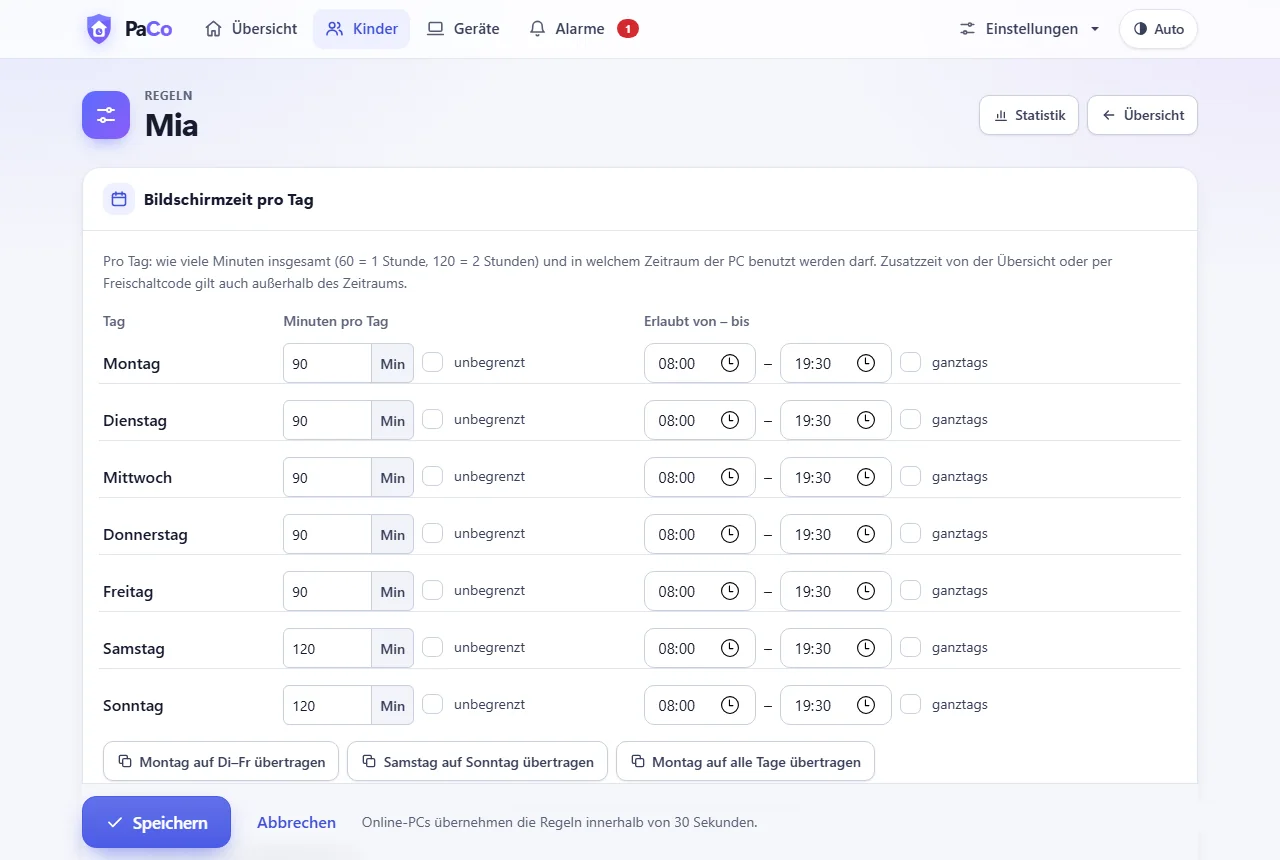 PaCo Übersicht Kinder Geräte Alarme 1 Einstellungen Auto
REGELN
Mia
Statistik Übersicht
Bildschirmzeit pro Tag
Pro Tag: wie viele Minuten insgesamt (60 = 1 Stunde, 120 = 2 Stunden) und in welchem Zeitraum der PC benutzt werden darf. Zusatzzeit von der Übersicht oder per
Freischaltcode gilt auch außerhalb des Zeitraums.
Tag Minuten pro Tag Erlaubt von – bis
Montag 90 Min unbegrenzt 08:00 – 19:30 ganztags
Dienstag 90 Min unbegrenzt 08:00 – 19:30 ganztags
Mittwoch 90 Min unbegrenzt 08:00 – 19:30 ganztags
Donnerstag 90 Min unbegrenzt 08:00 – 19:30 ganztags
Freitag 90 Min unbegrenzt 08:00 – 19:30 ganztags
Samstag 120 Min unbegrenzt 08:00 – 19:30 ganztags
Sonntag 120 Min unbegrenzt 08:00 – 19:30 ganztags
Montag auf Di–Fr übertragen Samstag auf Sonntag übertragen Montag auf alle Tage übertragen
Speichern Abbrechen Online-PCs übernehmen die Regeln innerhalb von 30 Sekunden.